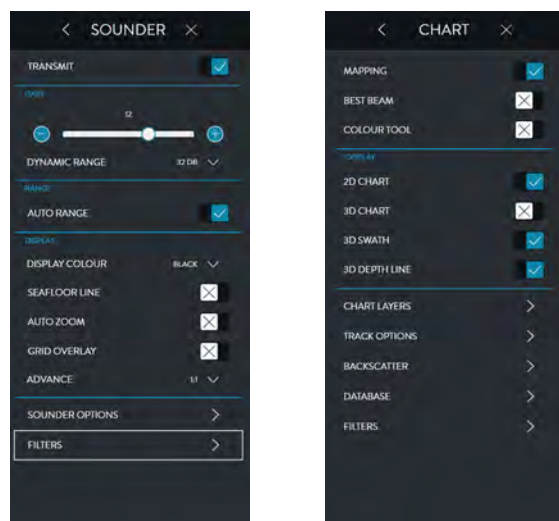 SOUNDER
TRANSMIT
GAIN
12
DYNAMIC RANGE 32 DB
RANGE
AUTO RANGE
DISPLAY
DISPLAY COLOUR BLACK
SEAFLOOR LINE
AUTO ZOOM
GRID OVERLAY
ADVANCE 1:1
SOUNDER OPTIONS
FILTERS
CHART
MAPPING
BEST BEAM
COLOUR TOOL
DISPLAY
2D CHART
3D CHART
3D SWATH
3D DEPTH LINE
CHART LAYERS
TRACK OPTIONS
BACKSCATTER
DATABASE
FILTERS